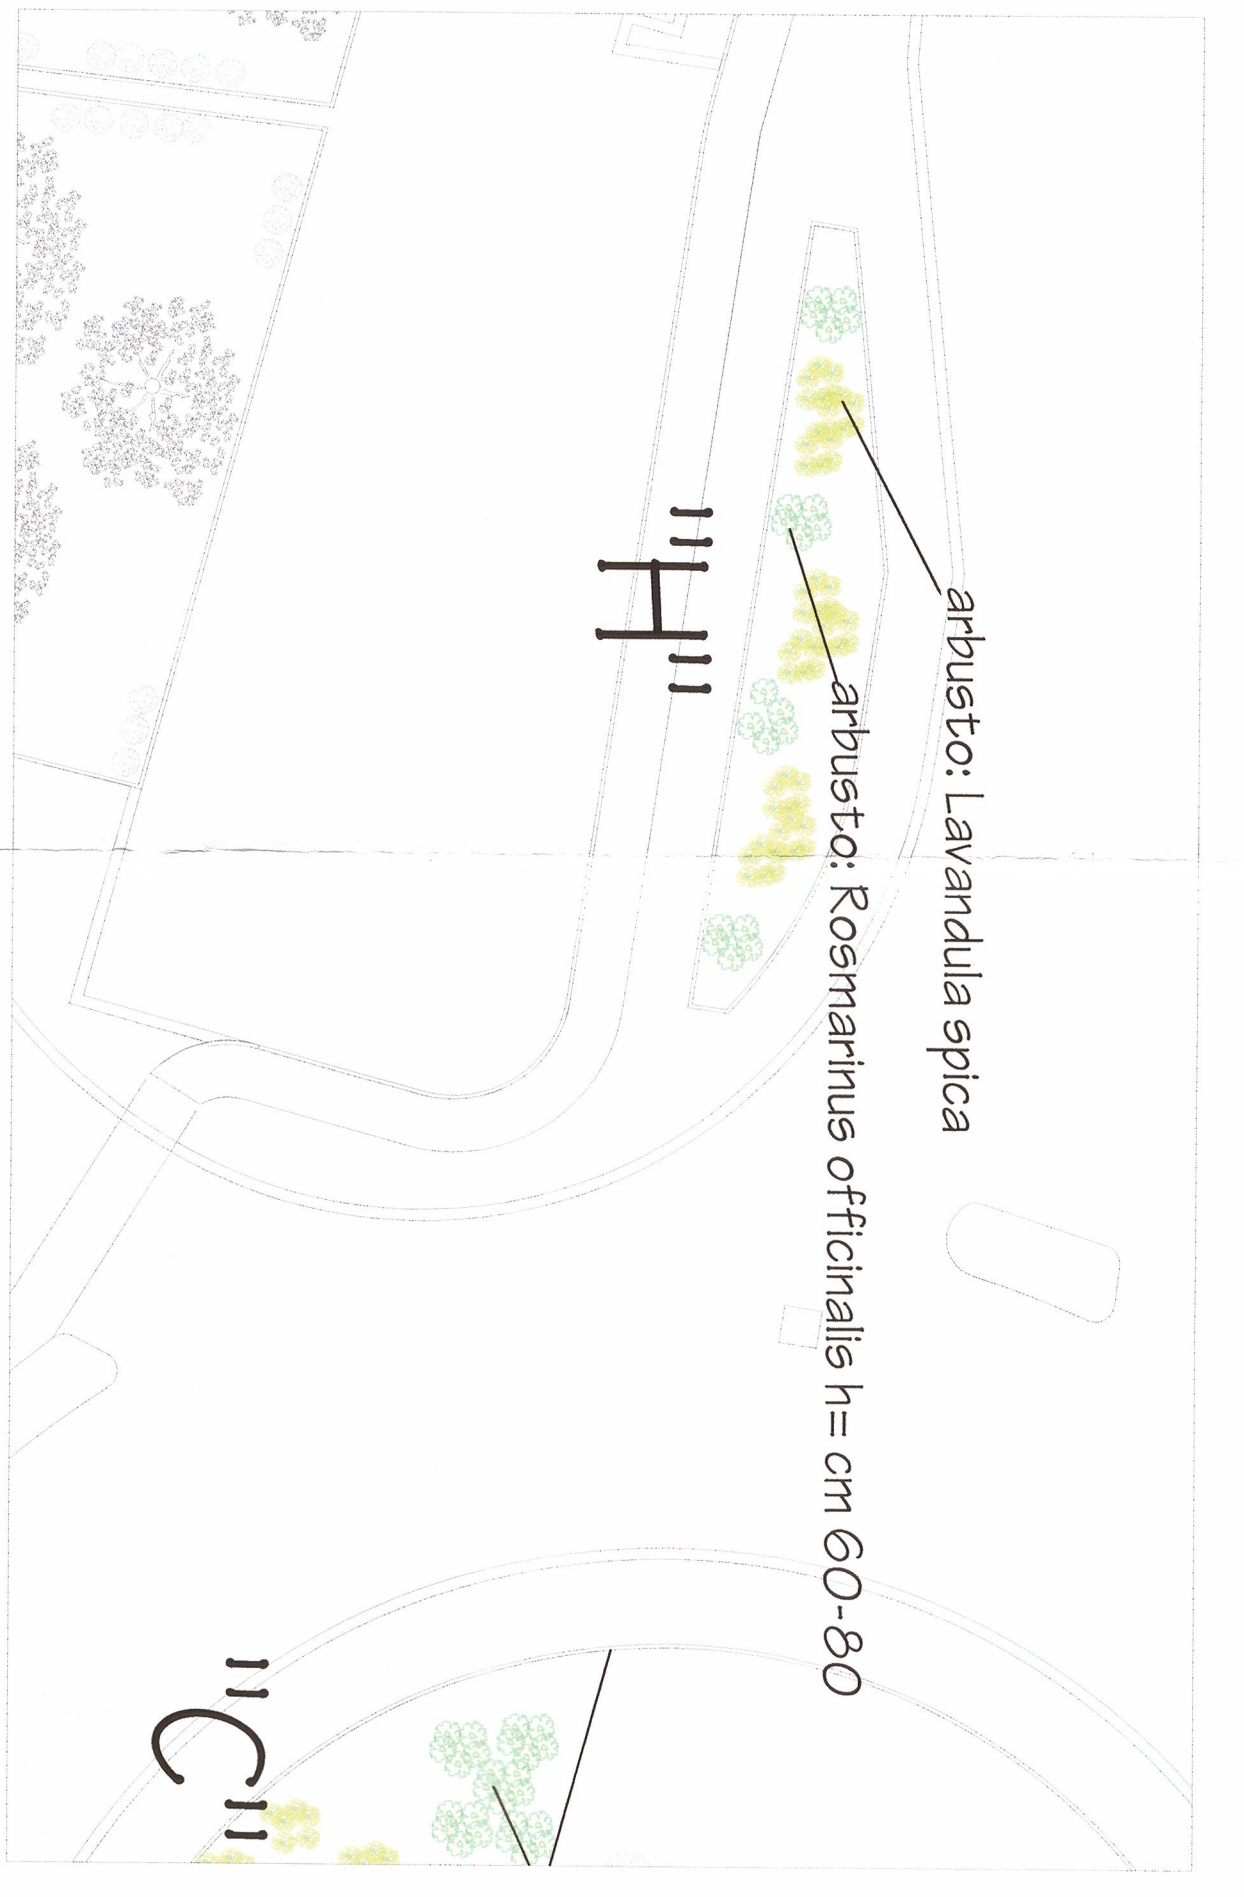 arbusto: Lavandula spica
arbusto: Rosmarinus officinalis h= cm 60-80
"H"
"C"